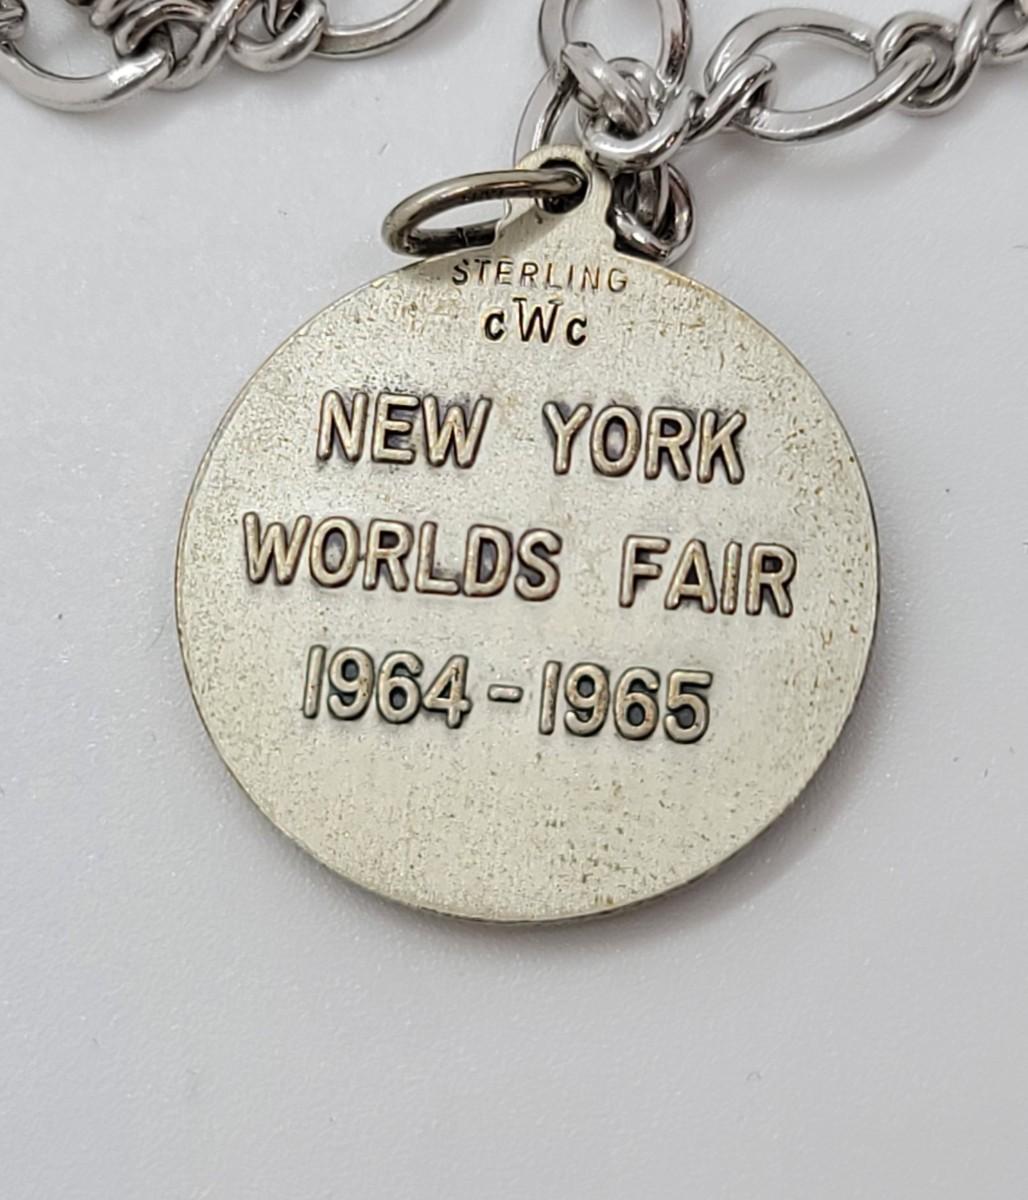 STERLING
cWc
NEW YORK
WORLDS FAIR
1964-1965